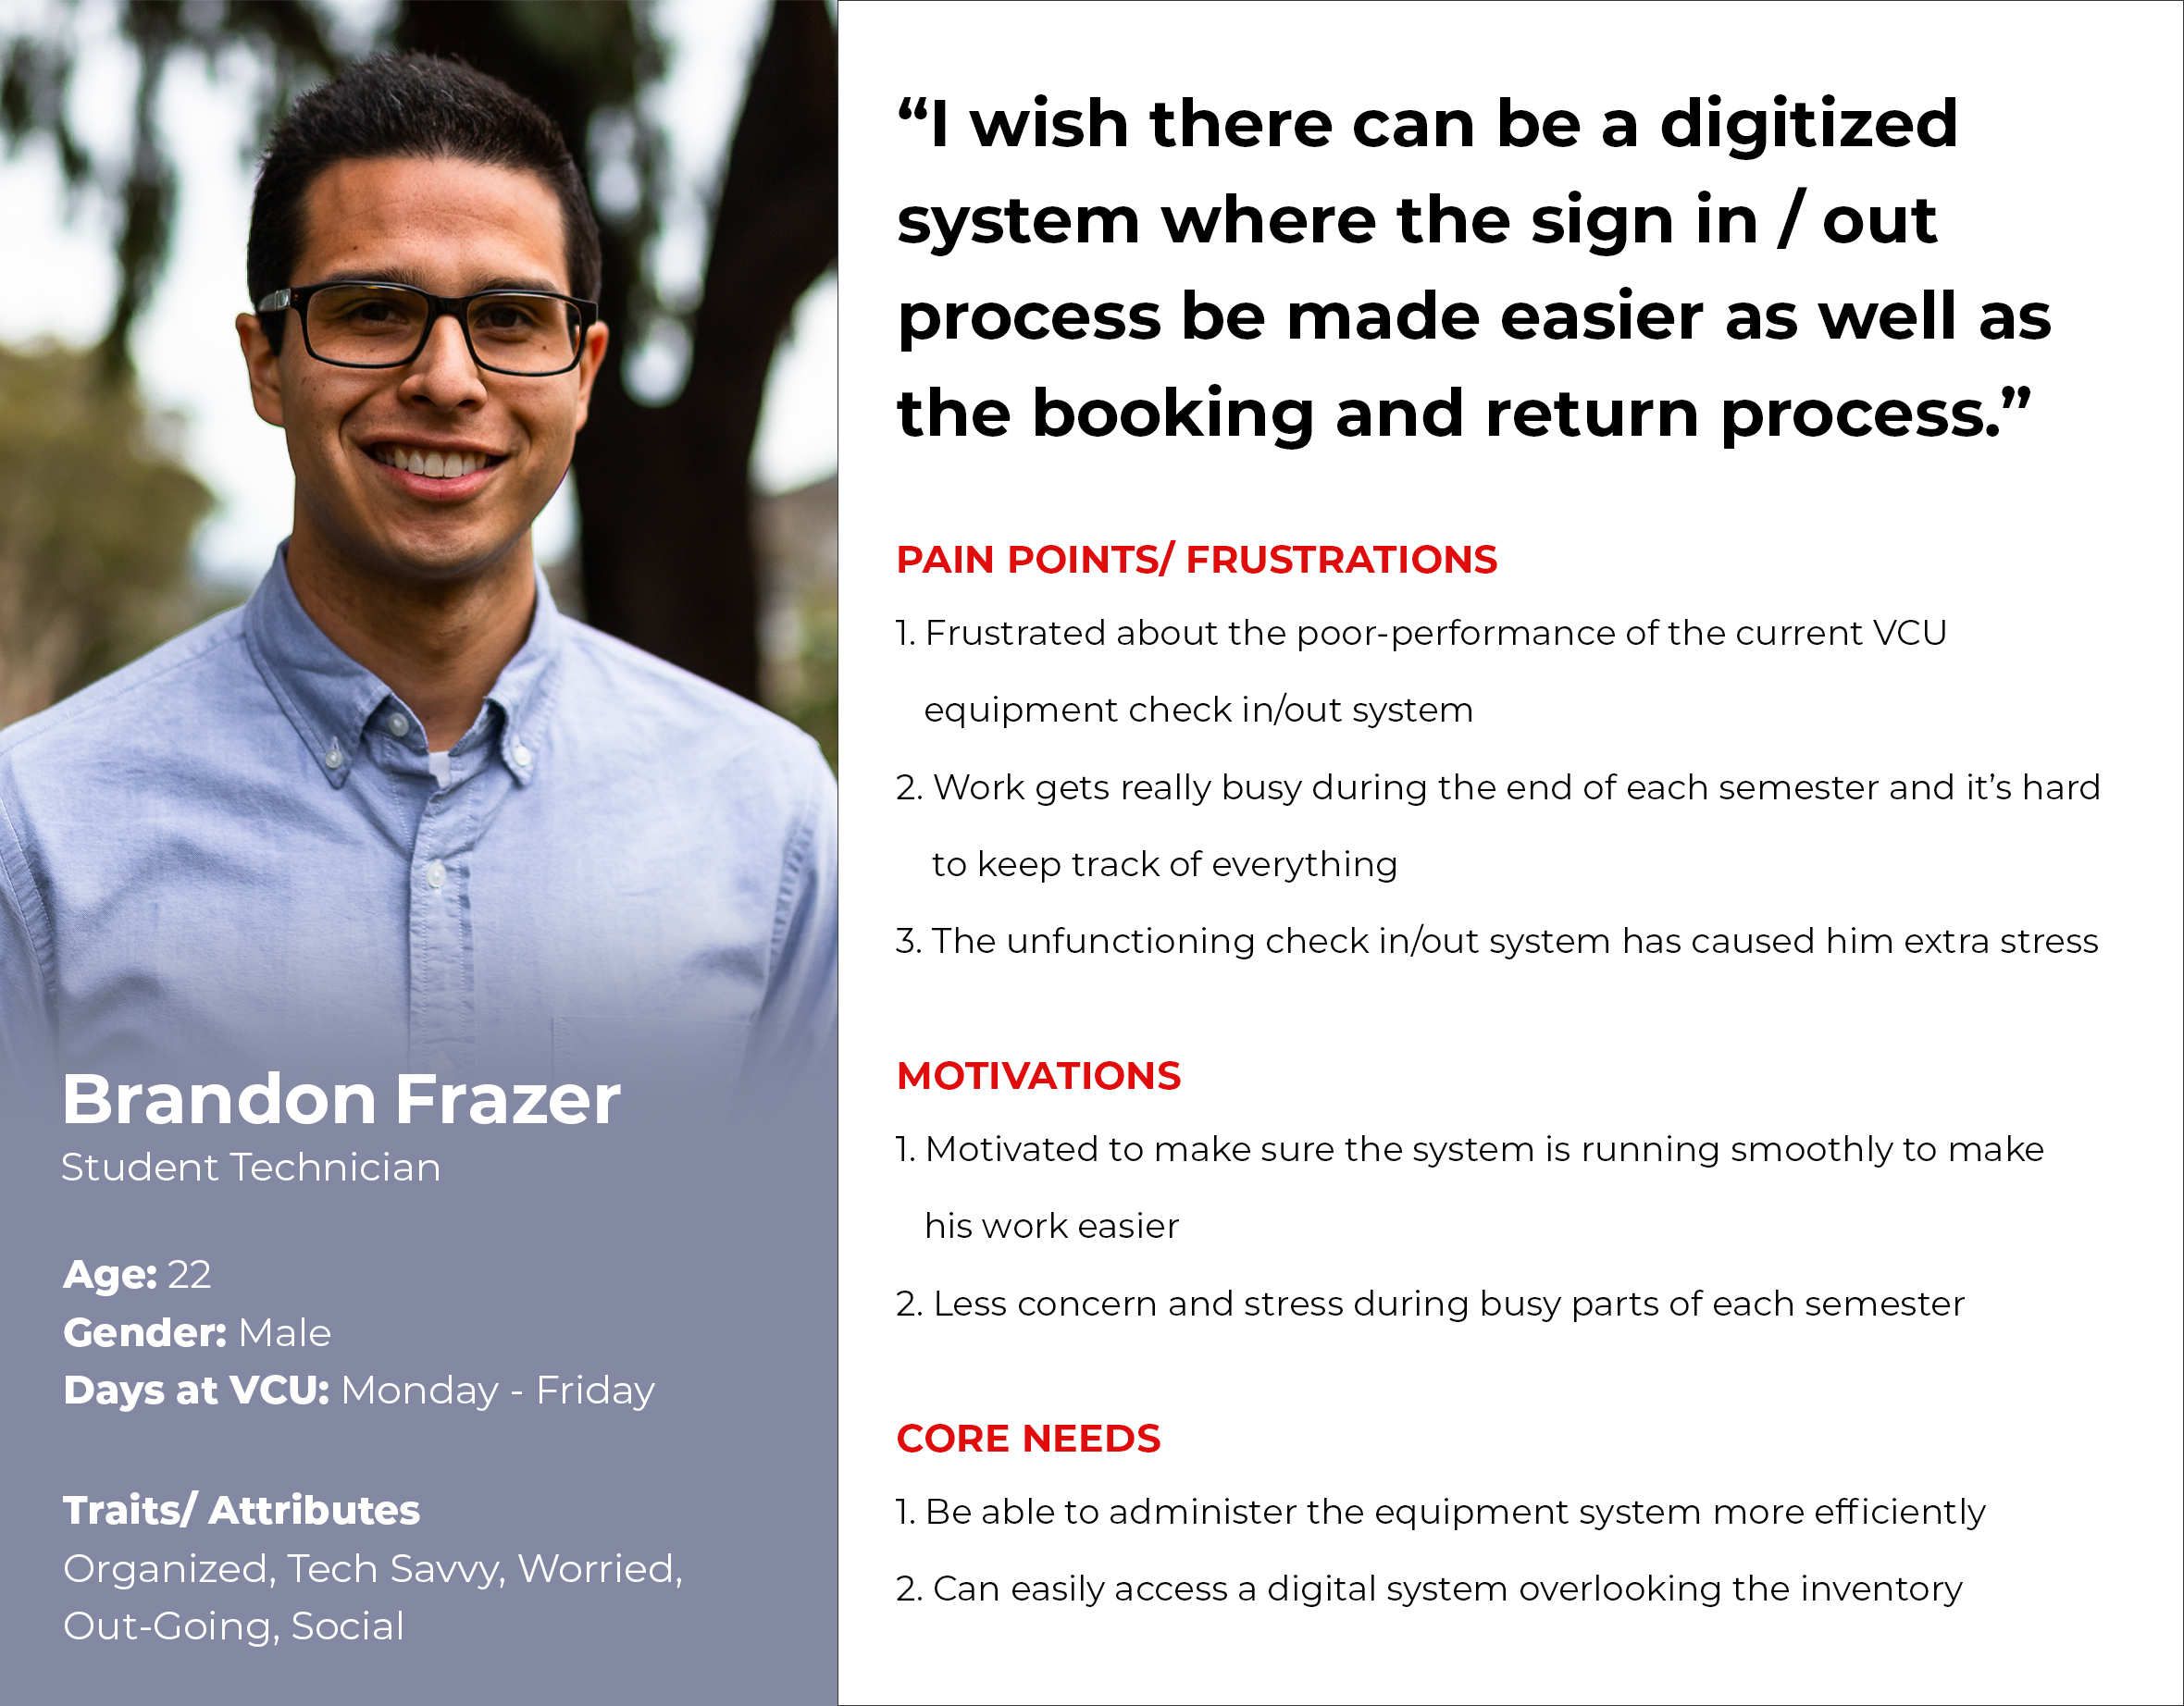 Brandon Frazer
Student Technician
Age: 22
Gender: Male
Days at VCU: Monday - Friday
Traits/ Attributes
Organized, Tech Savvy, Worried,
Out-Going, Social
“I wish there can be a digitized
system where the sign in / out
process be made easier as well as
the booking and return process.”
PAIN POINTS/ FRUSTRATIONS
1. Frustrated about the poor-performance of the current VCU
equipment check in/out system
2. Work gets really busy during the end of each semester and it’s hard
to keep track of everything
3. The unfunctioning check in/out system has caused him extra stress
MOTIVATIONS
1. Motivated to make sure the system is running smoothly to make
his work easier
2. Less concern and stress during busy parts of each semester
CORE NEEDS
1. Be able to administer the equipment system more efficiently
2. Can easily access a digital system overlooking the inventory